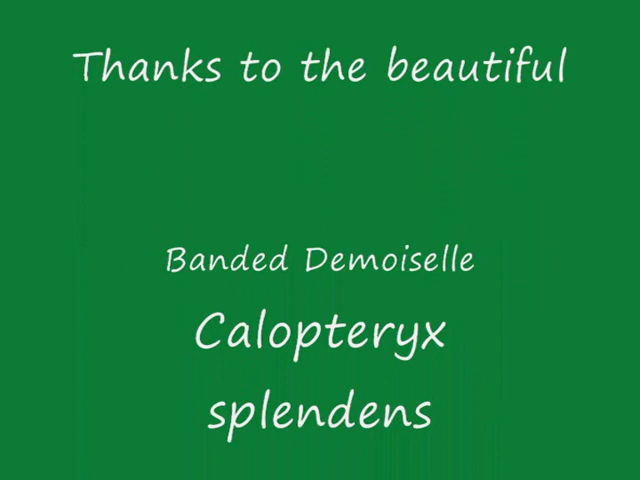 Thanks to the beautiful
Banded Demoiselle
Calopteryx
splendens